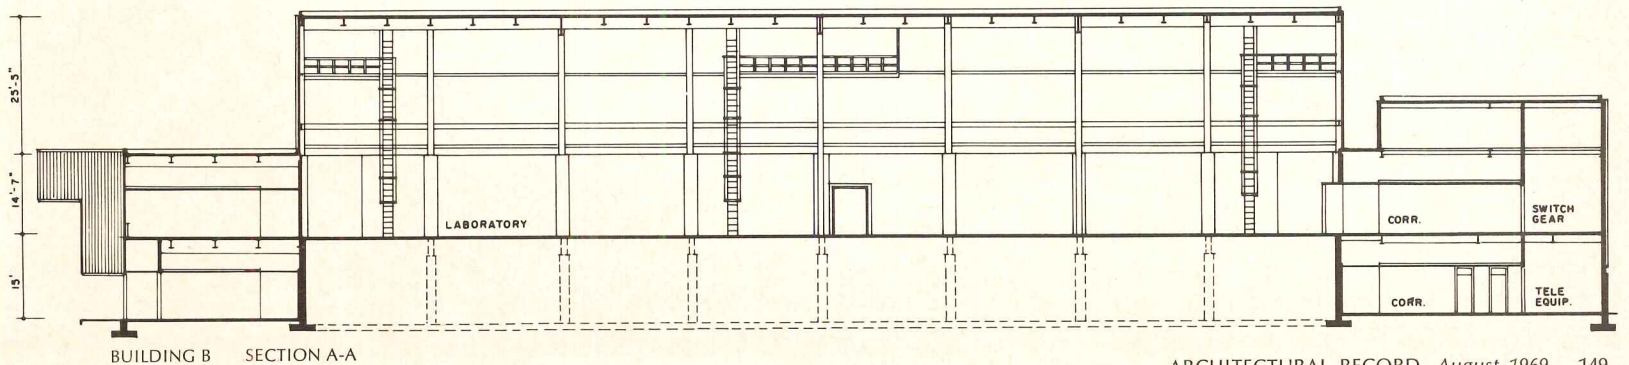 25'-5"
14'-7"
15'
LABORATORY
CORR.
SWITCH
GEAR
CORR.
TELE
EQUIP.
BUILDING B SECTION A-A
ARCHITECTURAL RECORD August 1969 149